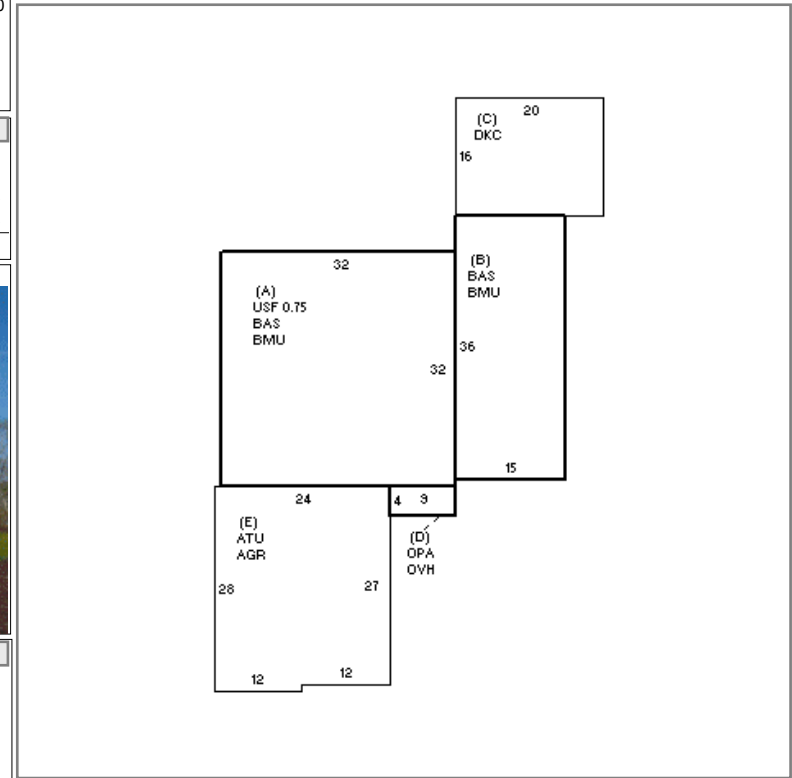 20
(C)
DKC
16
32
(A)
USF 0.75
BAS
BMU
(B)
BAS
BMU
36
32
15
24
4 9
(E)
ATU
AGR
(D)
OPA
OVH
28
27
12
12